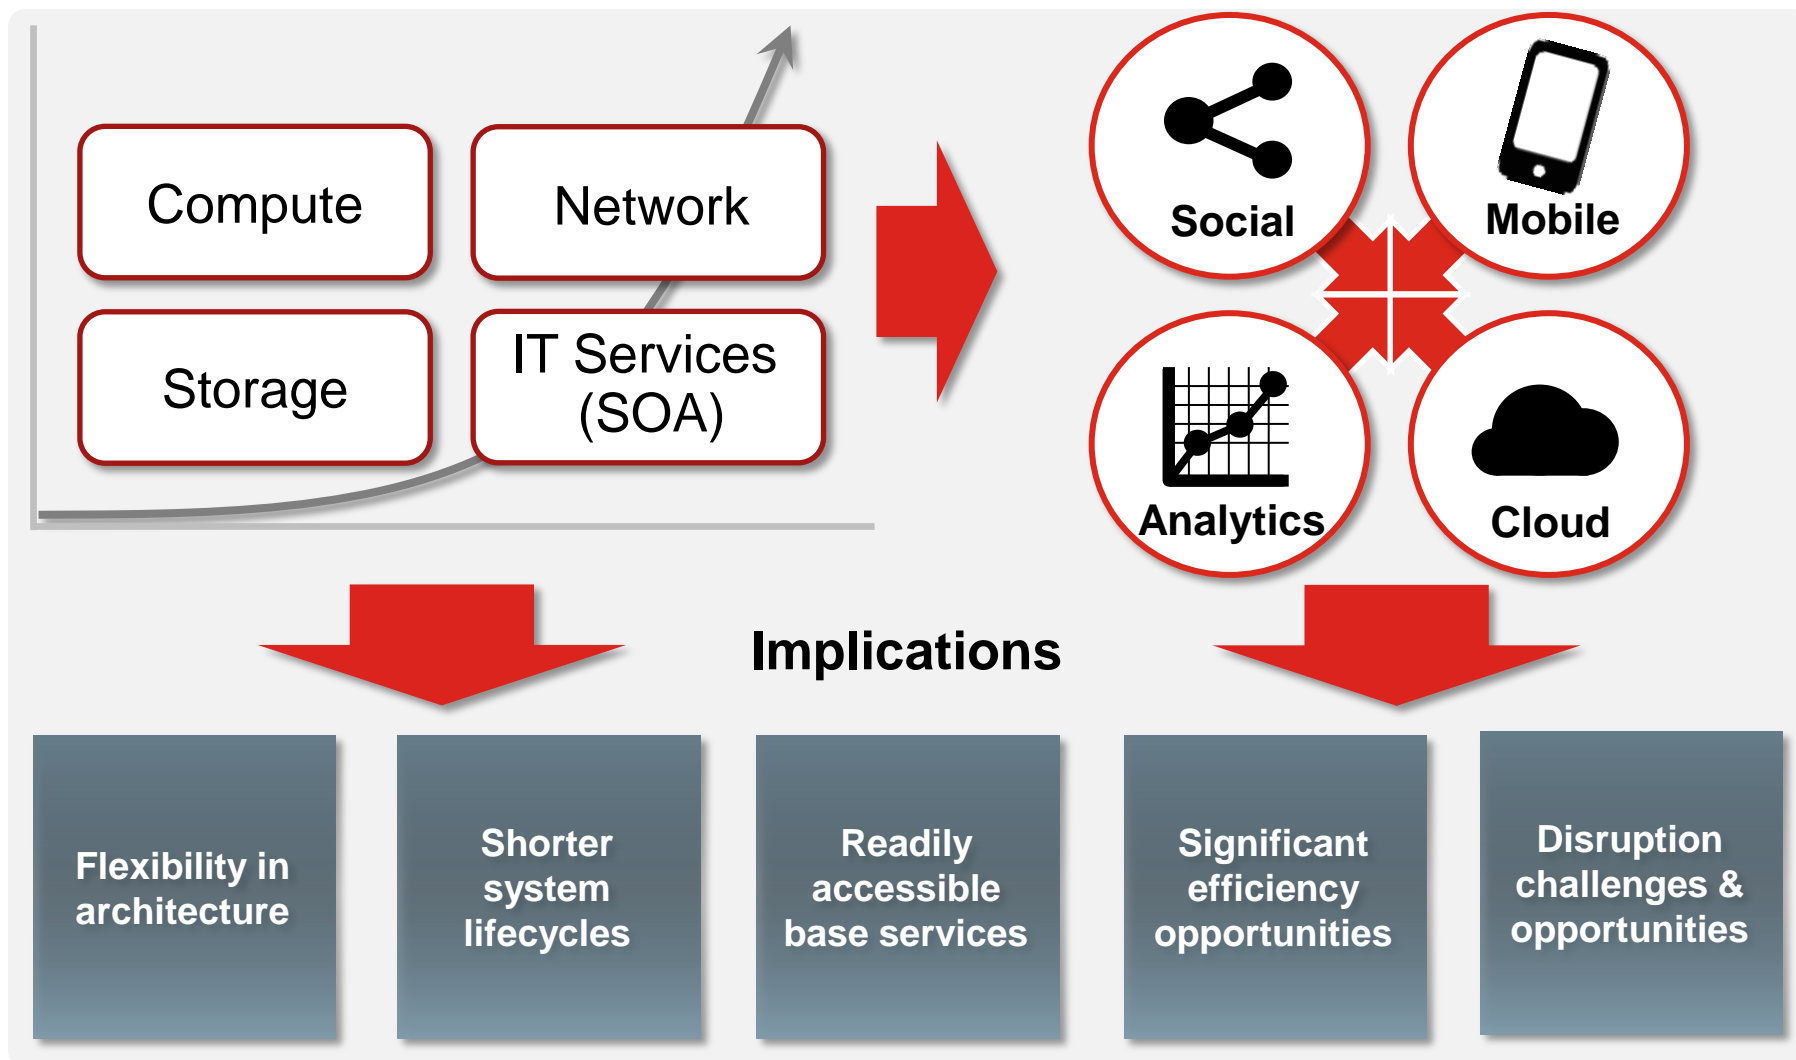 Compute
Network
Storage
IT Services
(SOA)
Social
Mobile
Analytics
Cloud
Implications
Flexibility in
architecture
Shorter
system
lifecycles
Readily
accessible
base services
Significant
efficiency
opportunities
Disruption
challenges &
opportunities